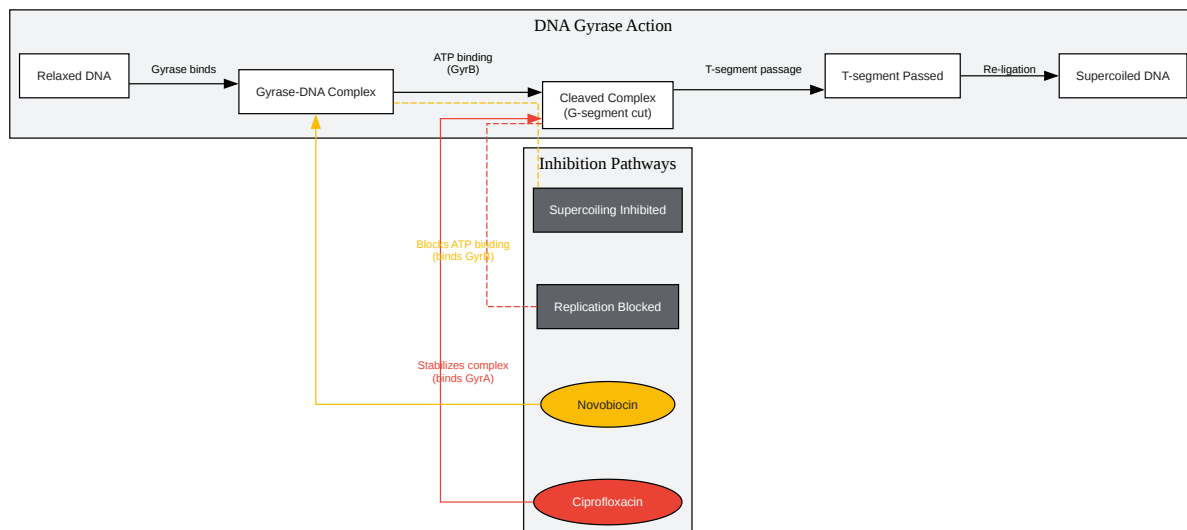 DNA Gyrase Action
Relaxed DNA
Gyrase binds
Gyrase-DNA Complex
ATP binding
(GyrB)
Cleaved Complex
(G-segment cut)
T-segment passage
T-segment Passed
Re-ligation
Supercoiled DNA
Inhibition Pathways
Supercoiling Inhibited
Blocks ATP binding
(binds GyrB)
Replication Blocked
Stabilizes complex
(binds GyrA)
Novobiocin
Ciprofloxacin